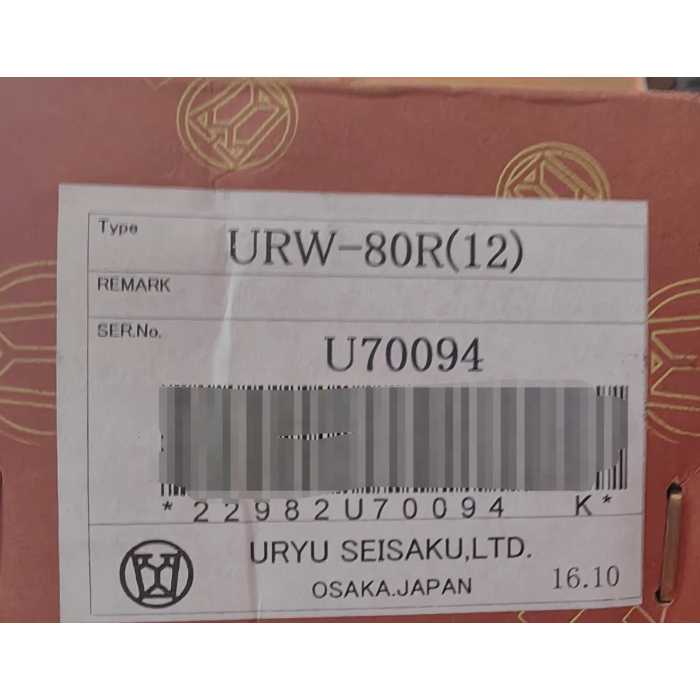 Type
URW-80R(12)
REMARK
SER.No.
U70094
*22982U70094 K*
URYU SEISAKU,LTD.
OSAKA.JAPAN
16.10